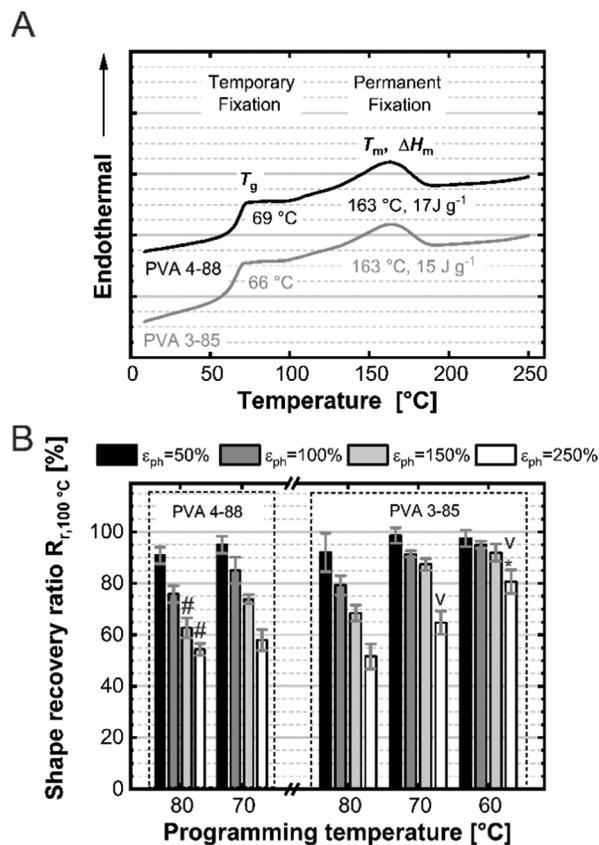 A
Endothermal
Temporary Fixation
Permanent Fixation
Tg
Tm, ΔHm
69 °C
163 °C, 17J g-1
PVA 4-88
66 °C
163 °C, 15 J g-1
PVA 3-85
0 50 100 150 200 250
Temperature [°C]
B
εph=50% εph=100% εph=150% εph=250%
Shape recovery ratio Rr,100 °C [%]
PVA 4-88
PVA 3-85
100
80
60
40
20
0
# #
v
v
*
80 70 80 70 60
Programming temperature [°C]